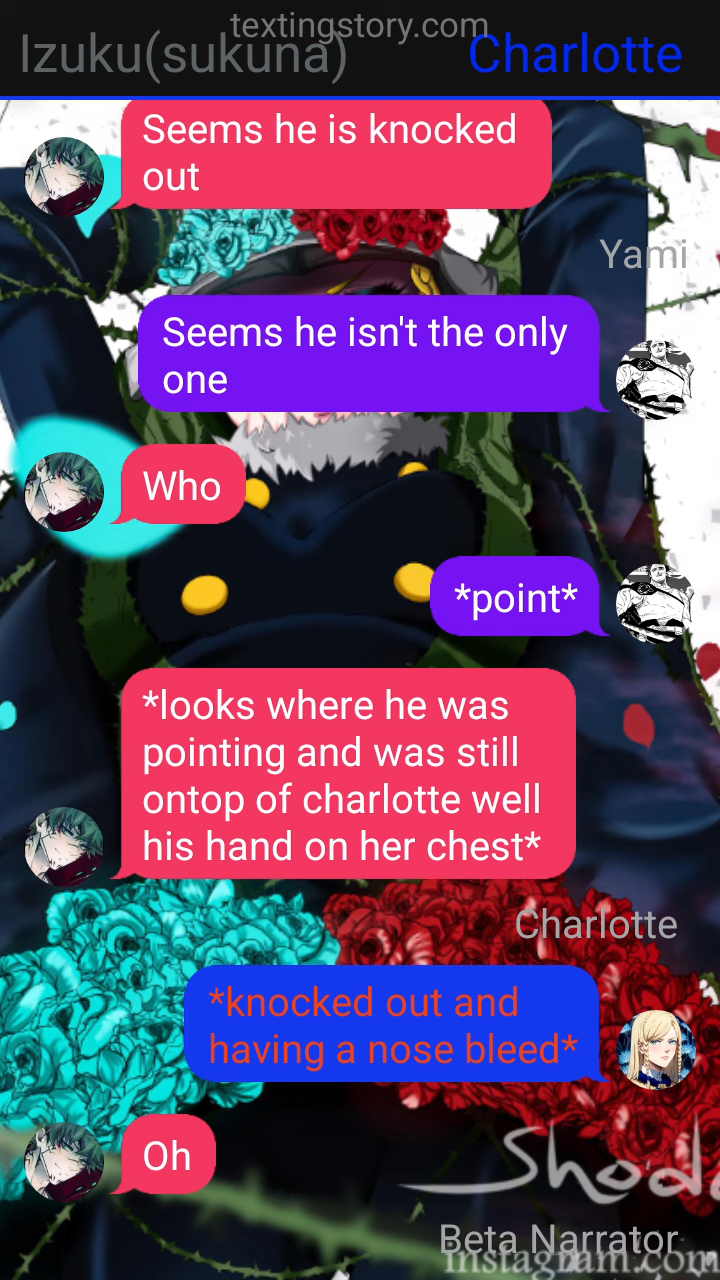 textingstory.com
Izuku(sukuna)
Charlotte
Seems he is knocked
out
Yami
Seems he isn't the only
one
Who
*point*
*looks where he was
pointing and was still
ontop of charlotte well
his hand on her chest*
Charlotte
*knocked out and
having a nose bleed*
Oh
Shod
Beta Narrator
instagram.com